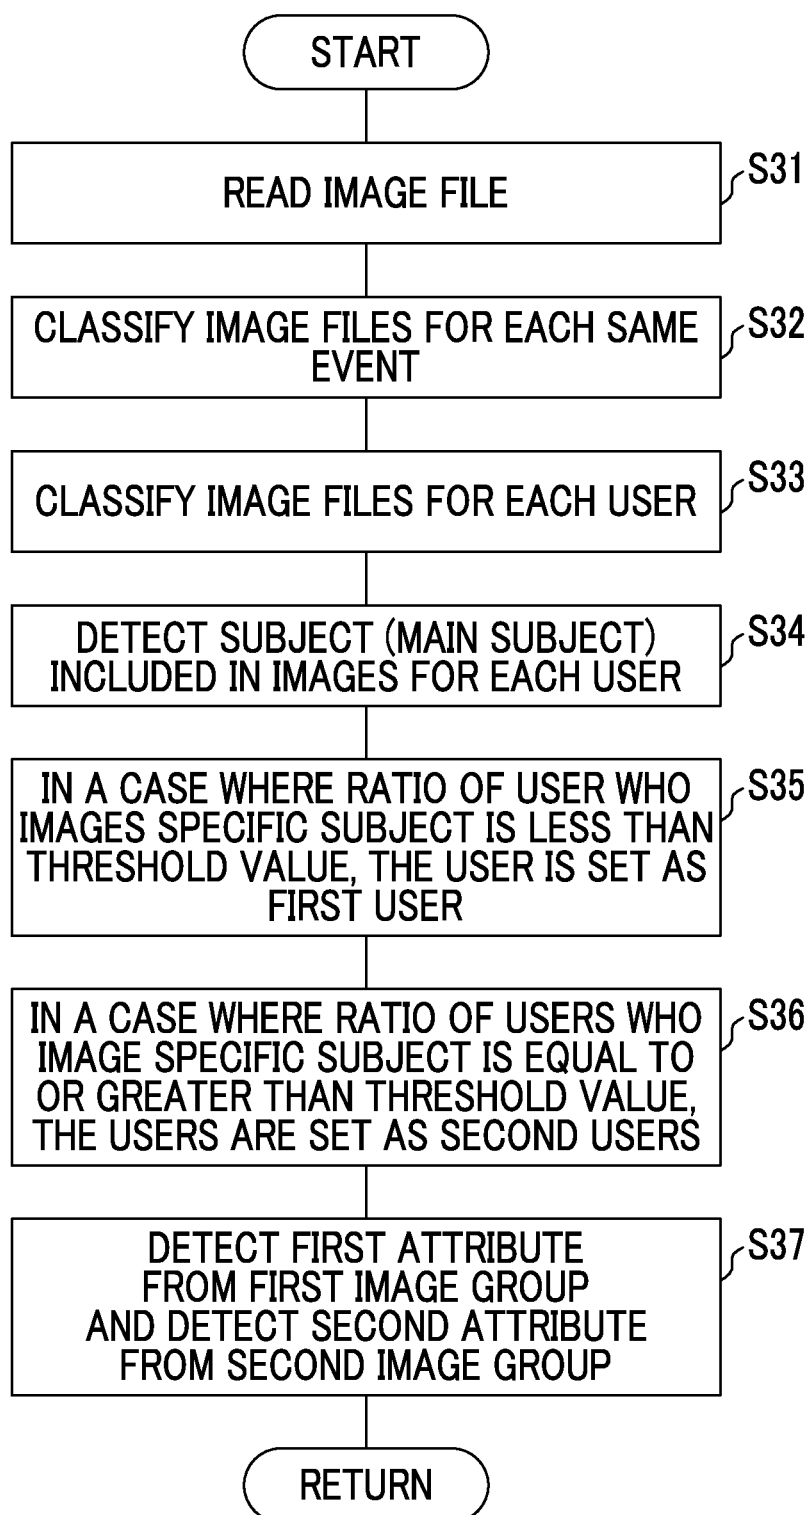 START
S31
READ IMAGE FILE
S32
CLASSIFY IMAGE FILES FOR EACH SAME
EVENT
S33
CLASSIFY IMAGE FILES FOR EACH USER
S34
DETECT SUBJECT (MAIN SUBJECT)
INCLUDED IN IMAGES FOR EACH USER
S35
IN A CASE WHERE RATIO OF USER WHO
IMAGES SPECIFIC SUBJECT IS LESS THAN
THRESHOLD VALUE, THE USER IS SET AS
FIRST USER
S36
IN A CASE WHERE RATIO OF USERS WHO
IMAGE SPECIFIC SUBJECT IS EQUAL TO
OR GREATER THAN THRESHOLD VALUE,
THE USERS ARE SET AS SECOND USERS
S37
DETECT FIRST ATTRIBUTE
FROM FIRST IMAGE GROUP
AND DETECT SECOND ATTRIBUTE
FROM SECOND IMAGE GROUP
RETURN